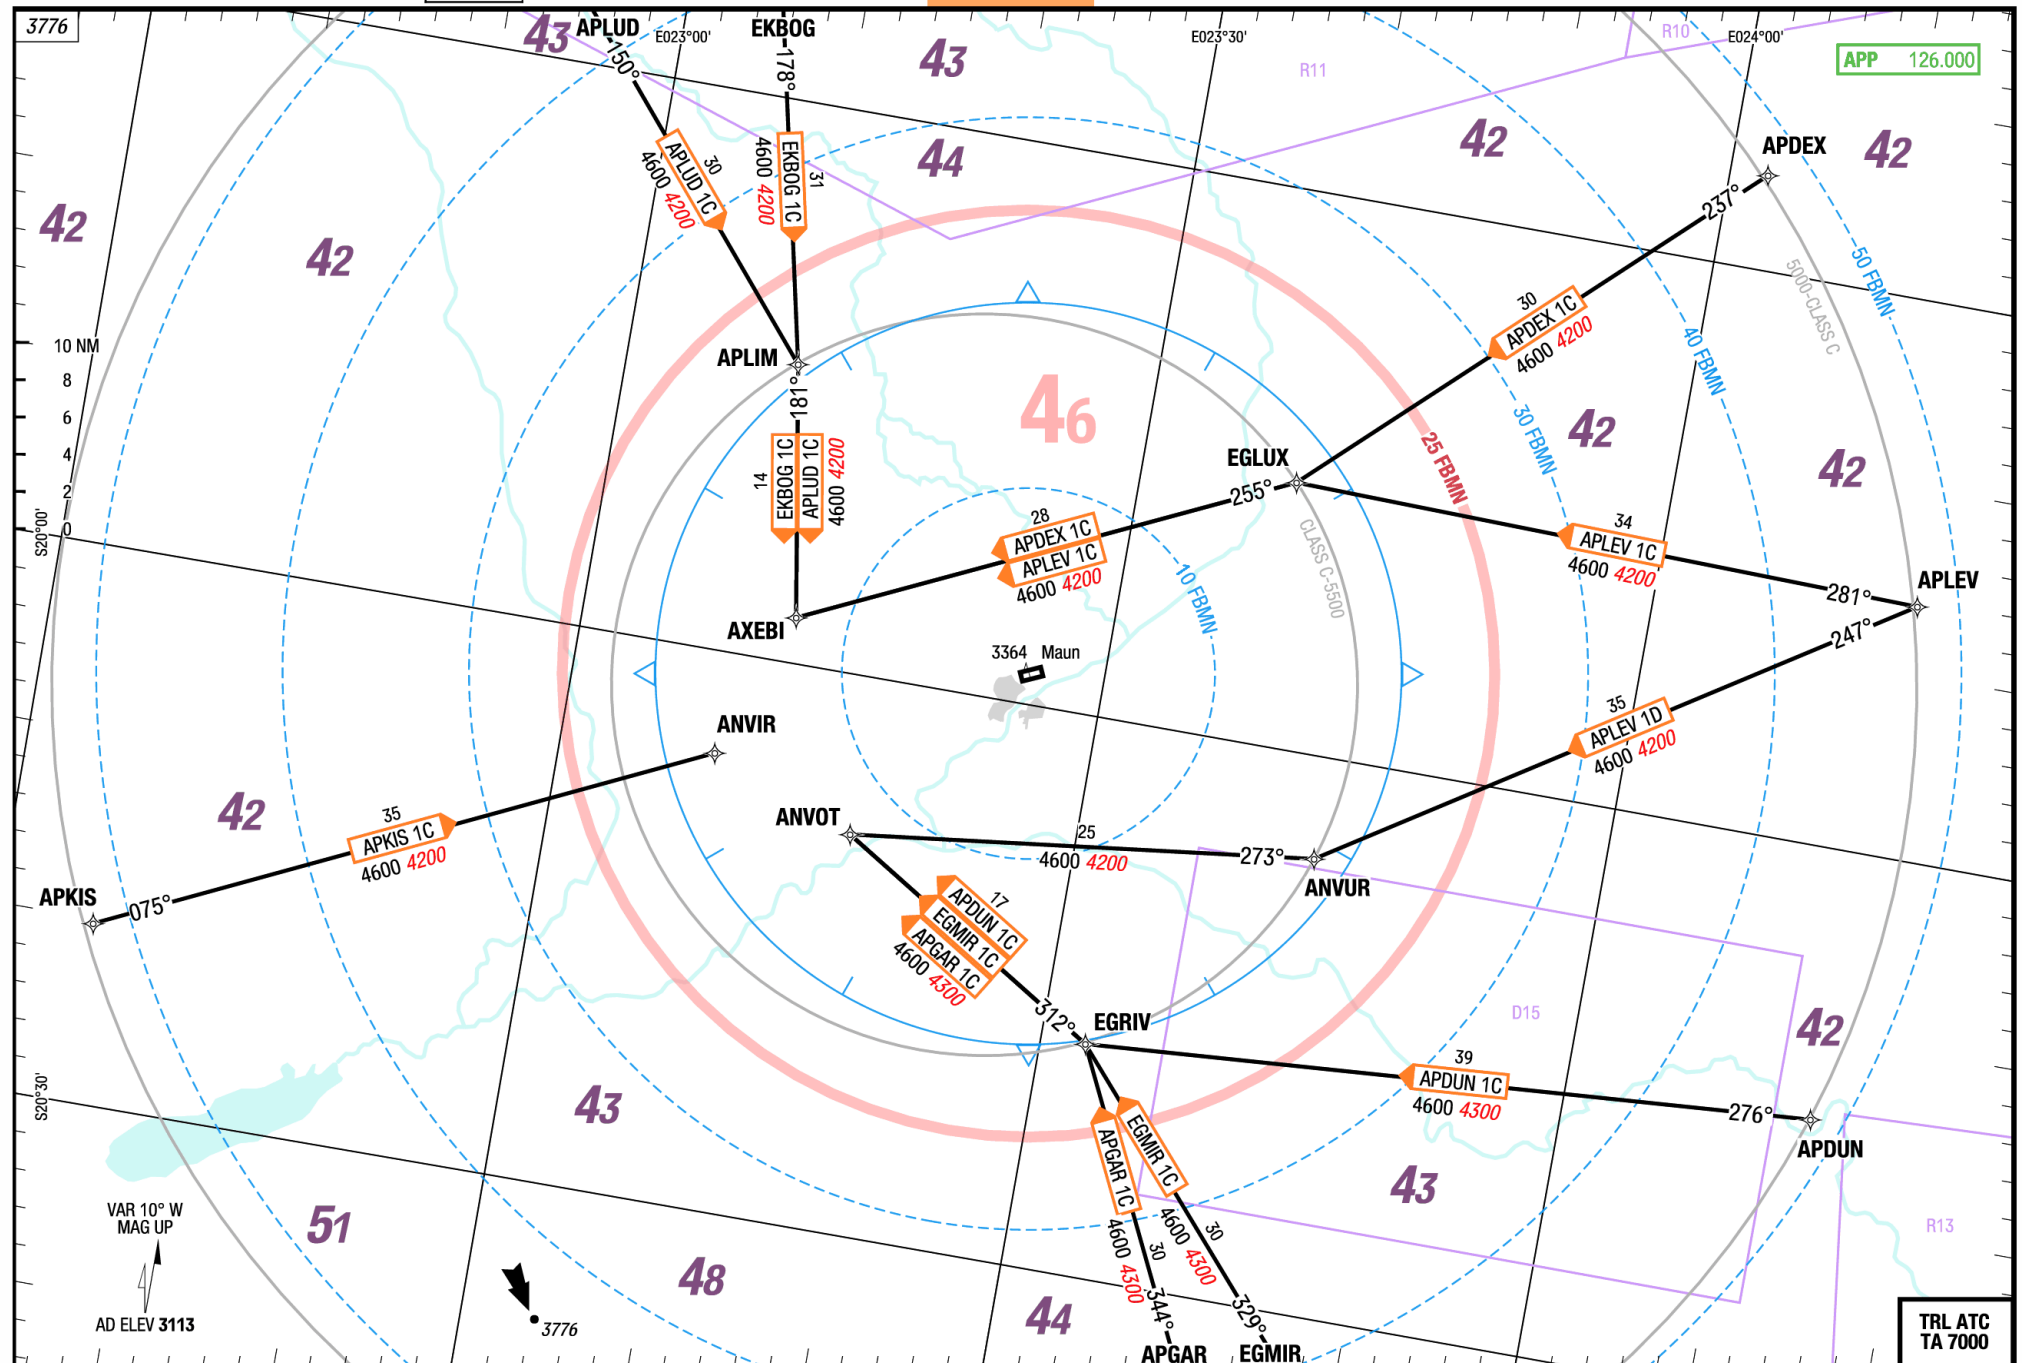 3776
43
APLUD
E023°00'
EKBOG
43
E023°30'
R11
R10
E024°00'
APP 126.000
150°
178°
44
42
APDEX
42
237°
30
APLUD 1C
4600 4200
31
EKBOG 1C
4600 4200
42
42
50 FBMN
5000-CLASS C
30
APDEX 1C
4600 4200
40 FBMN
10 NM
8
6
4
2
0
APLIM
181°
46
30 FBMN
42
25 FBMN
42
EGLUX
255°
14
EKBOG 1C
APLUD 1C
4600 4200
28
APDEX 1C
APLEV 1C
4600 4200
CLASS C-5500
34
APLEV 1C
4600 4200
281°
APLEV
247°
S20°00'
10 FBMN
AXEBI
3364
Maun
ANVIR
35
APLEV 1D
4600 4200
42
35
APKIS 1C
4600 4200
ANVOT
25
4600 4200
273°
ANVUR
APKIS
075°
17
APDUN 1C
EGMIR 1C
APGAR 1C
4600 4300
312°
EGRIV
D15
42
39
APDUN 1C
4600 4300
276°
APDUN
S20°30'
43
EGMIR 1C
APGAR 1C
43
30
4600 4300
30
4600 4300
R13
VAR 10° W
MAG UP
51
48
44
344°
329°
AD ELEV 3113
3776
APGAR
EGMIR
TRL ATC
TA 7000